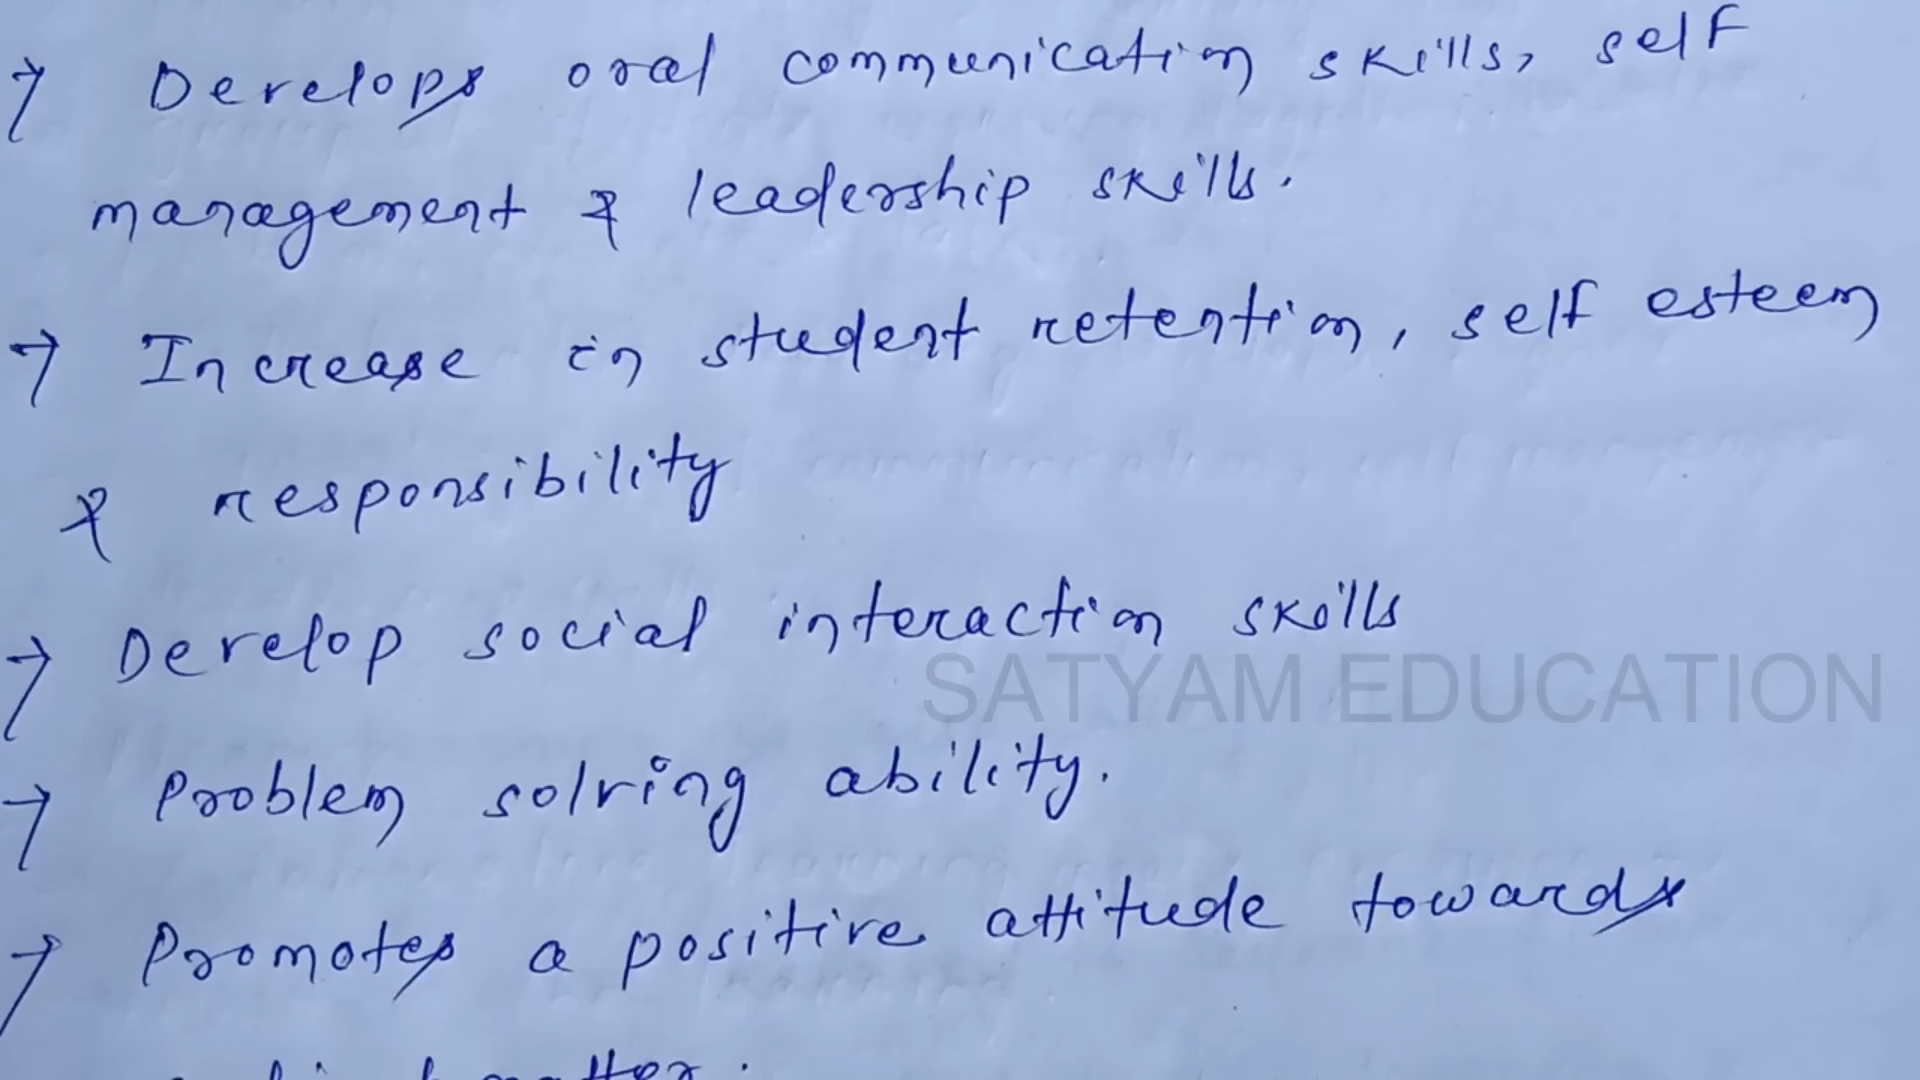 → Develops oral communication skills, self
management & leadership skills.
→ Increase in student retention, self esteem
& responsibility
→ Develop social interaction skills
SATYAM EDUCATION
→ Problem solving ability.
→ Promotes a positive attitude towards
matter.